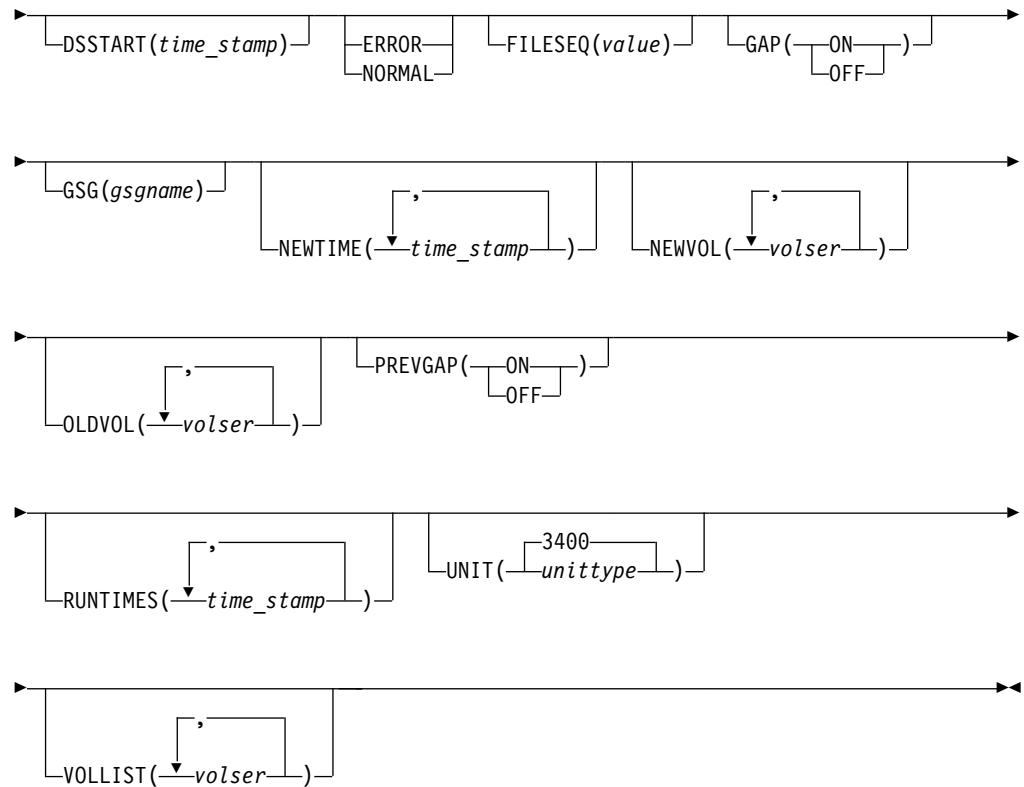 DSSTART(time_stamp) ERROR FILESEQ(value) GAP( ON )
NORMAL OFF
GSG(gsgname) , ,
NEWTIME( time_stamp ) NEWVOL( volser )
, PREVGAP( ON )
OFF
OLDVOL( volser )
, 3400
UNIT( unittype )
RUNTIMES( time_stamp )
,
VOLLIST( volser )